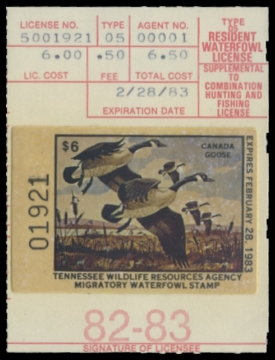 LICENSE NO. TYPE AGENT NO.
5001921 05 00001
6.00 .50 6.50
LIC. COST FEE TOTAL COST
2/28/83
EXPIRATION DATE
TYPE
05
RESIDENT
WATERFOWL
LICENSE
SUPPLEMENTAL
TO
COMBINATION
HUNTING AND
FISHING
LICENSE
01921
$6
CANADA
GOOSE
EXPIRES FEBRUARY 28, 1983
TENNESSEE WILDLIFE RESOURCES AGENCY
MIGRATORY WATERFOWL STAMP
82-83
SIGNATURE OF LICENSEE